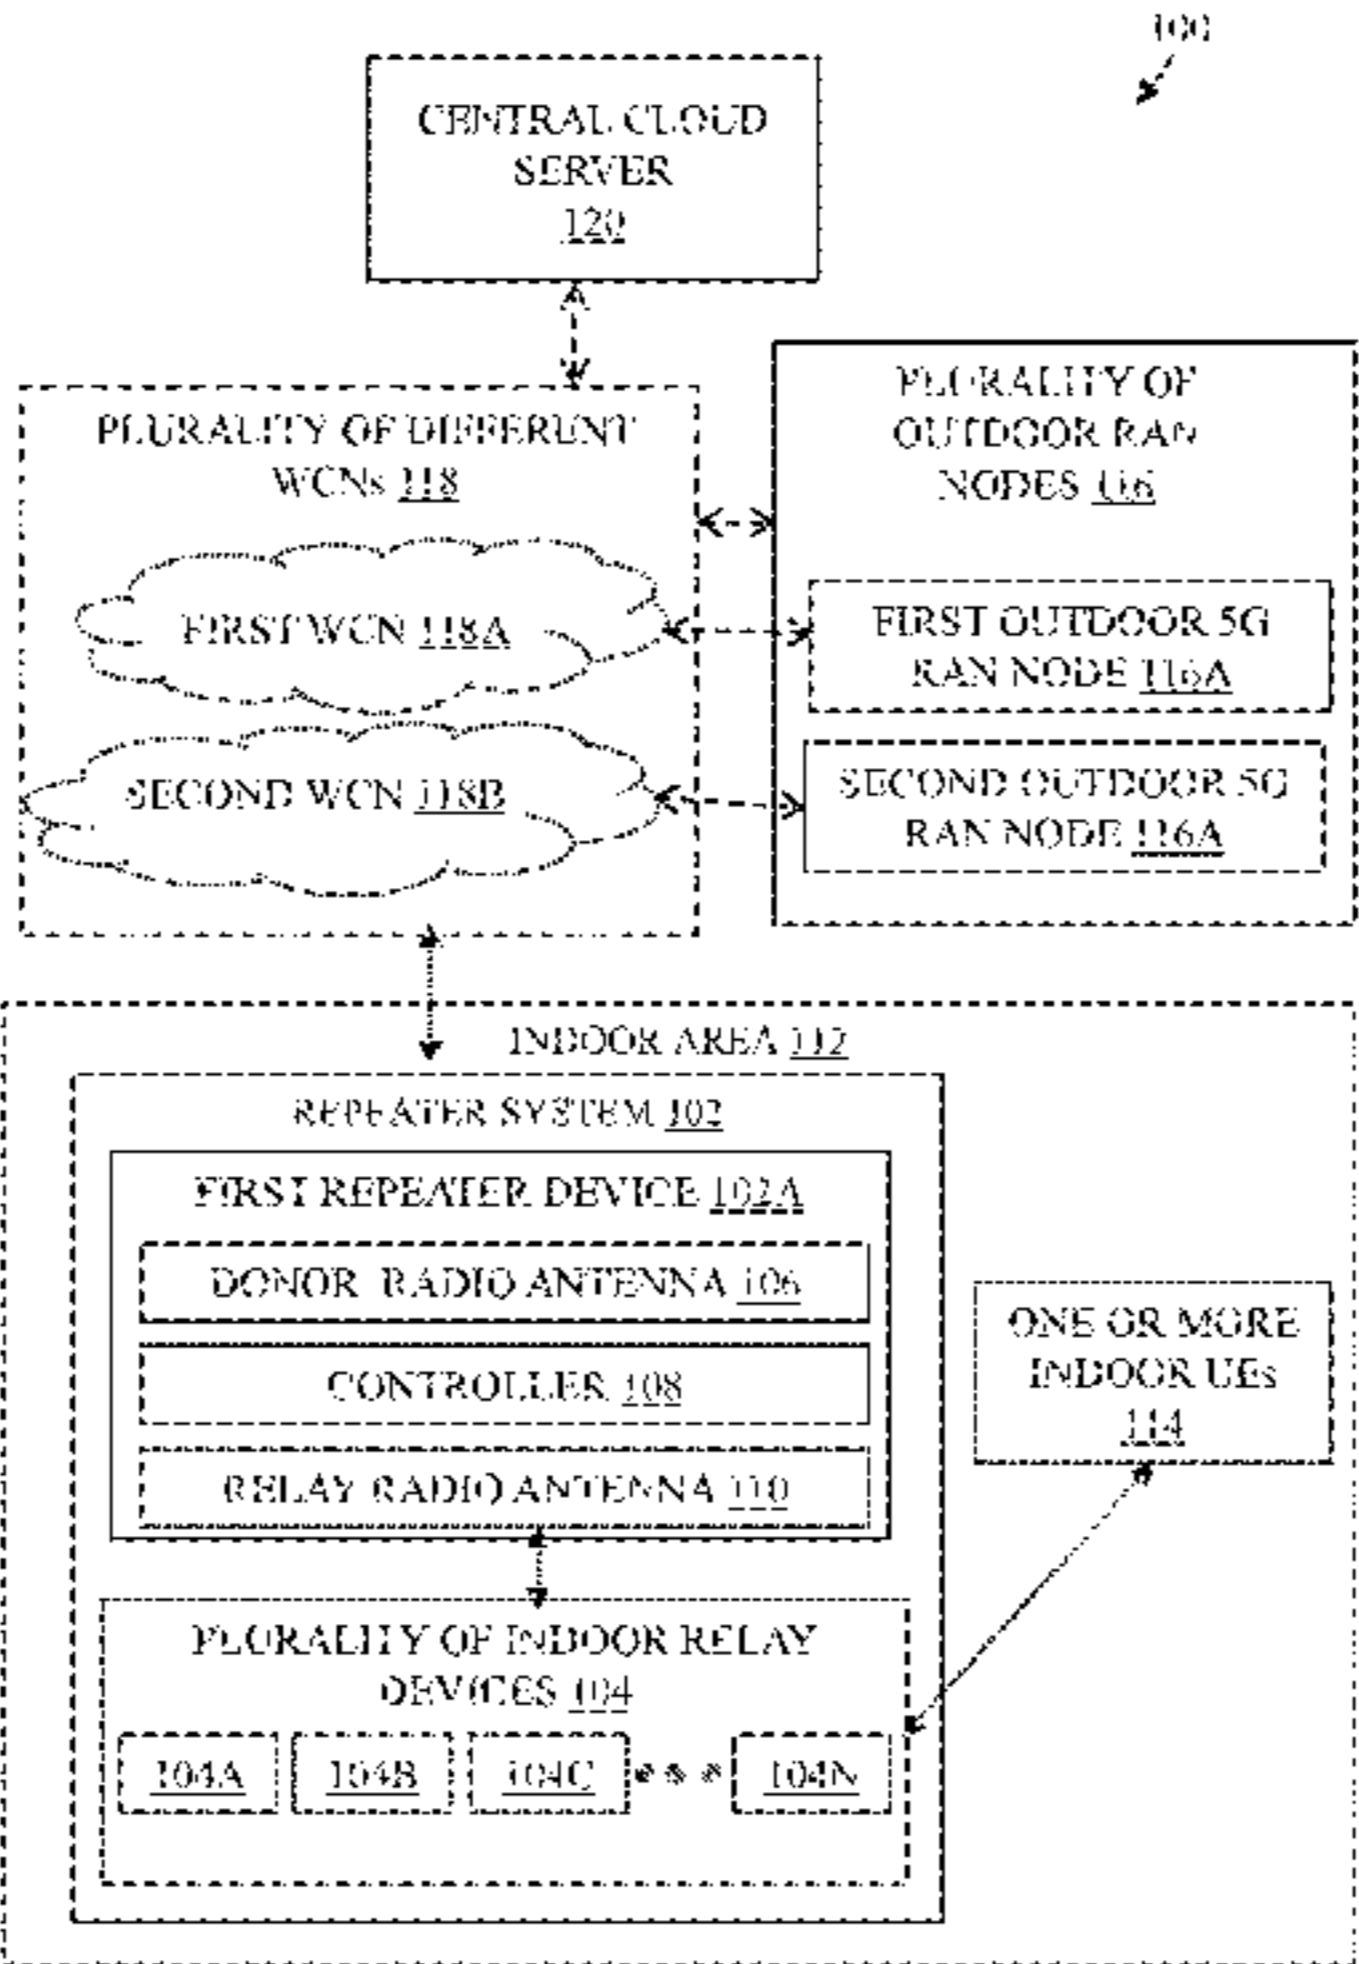 100
CENTRAL CLOUD
SERVER
120
PLURALITY OF DIFFERENT
WCNs 118
FIRST WCN 118A
SECOND WCN 118B
PLURALITY OF
OUTDOOR RAN
NODES 116
FIRST OUTDOOR 5G
RAN NODE 116A
SECOND OUTDOOR 5G
RAN NODE 116A
INDOOR AREA 112
REPEATER SYSTEM 102
FIRST REPEATER DEVICE 102A
DONOR RADIO ANTENNA 106
CONTROLLER 108
RELAY RADIO ANTENNA 110
ONE OR MORE
INDOOR UEs
114
PLURALITY OF INDOOR RELAY
DEVICES 104
104A 104B 104C 104N